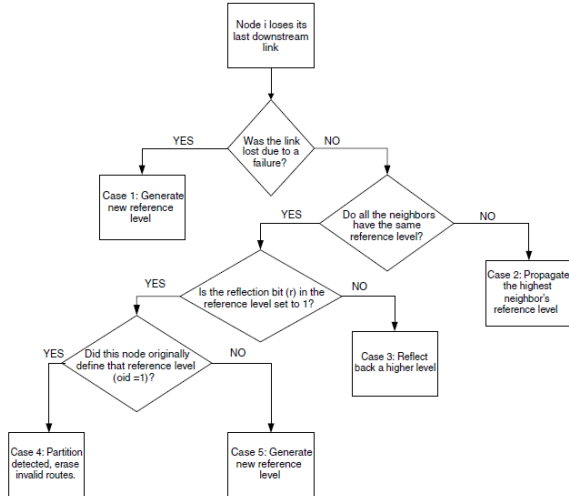 Node i loses its
last downstream
link
YES
NO
Was the link
lost due to a
failure?
Case 1: Generate
new reference
level
YES
NO
Do all the neighbors
have the same
reference level?
Case 2: Propagate
the highest
neighbor's
reference level
YES
NO
Is the reflection bit (r) in the
reference level set to 1?
Case 3: Reflect
back a higher level
YES
NO
Did this node originally
define that reference level
(oid =1)?
Case 4: Partition
detected, erase
invalid routes.
Case 5: Generate
new reference
level